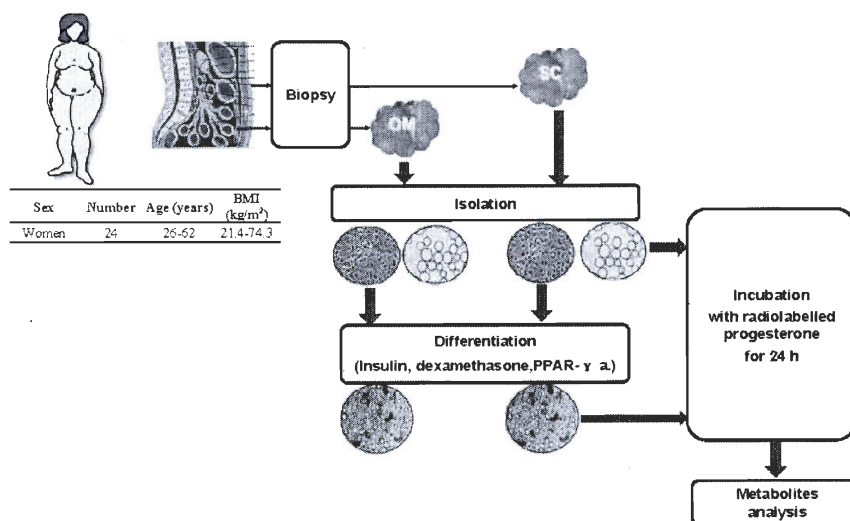 Biopsy
SC
OM
Sex Number Age (years) BMI (kg/m²)
Women 24 26-62 21.4-74.3
Isolation
Differentiation
(Insulin, dexamethasone,PPAR- γ a.)
Incubation
with radiolabelled
progesterone
for 24 h
Metabolites
analysis